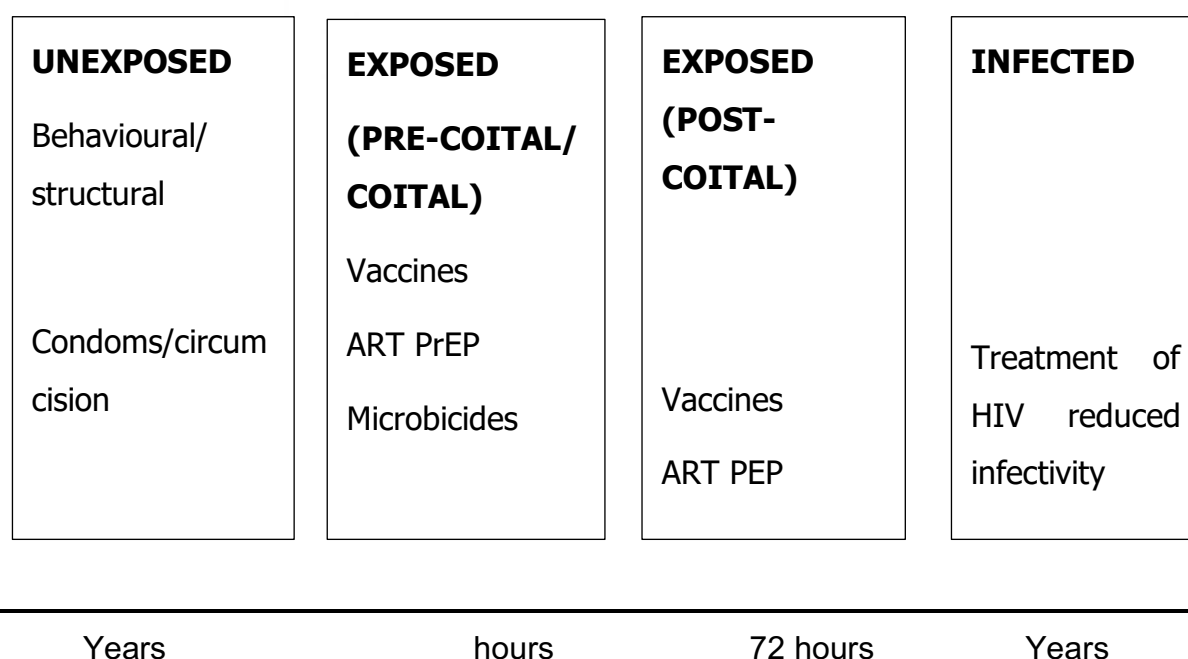 UNEXPOSED
Behavioural/
structural
Condoms/circum
cision
EXPOSED
(PRE-COITAL/
COITAL)
Vaccines
ART PrEP
Microbicides
EXPOSED
(POST-
COITAL)
Vaccines
ART PEP
INFECTED
Treatment of
HIV reduced
infectivity
Years hours 72 hours Years